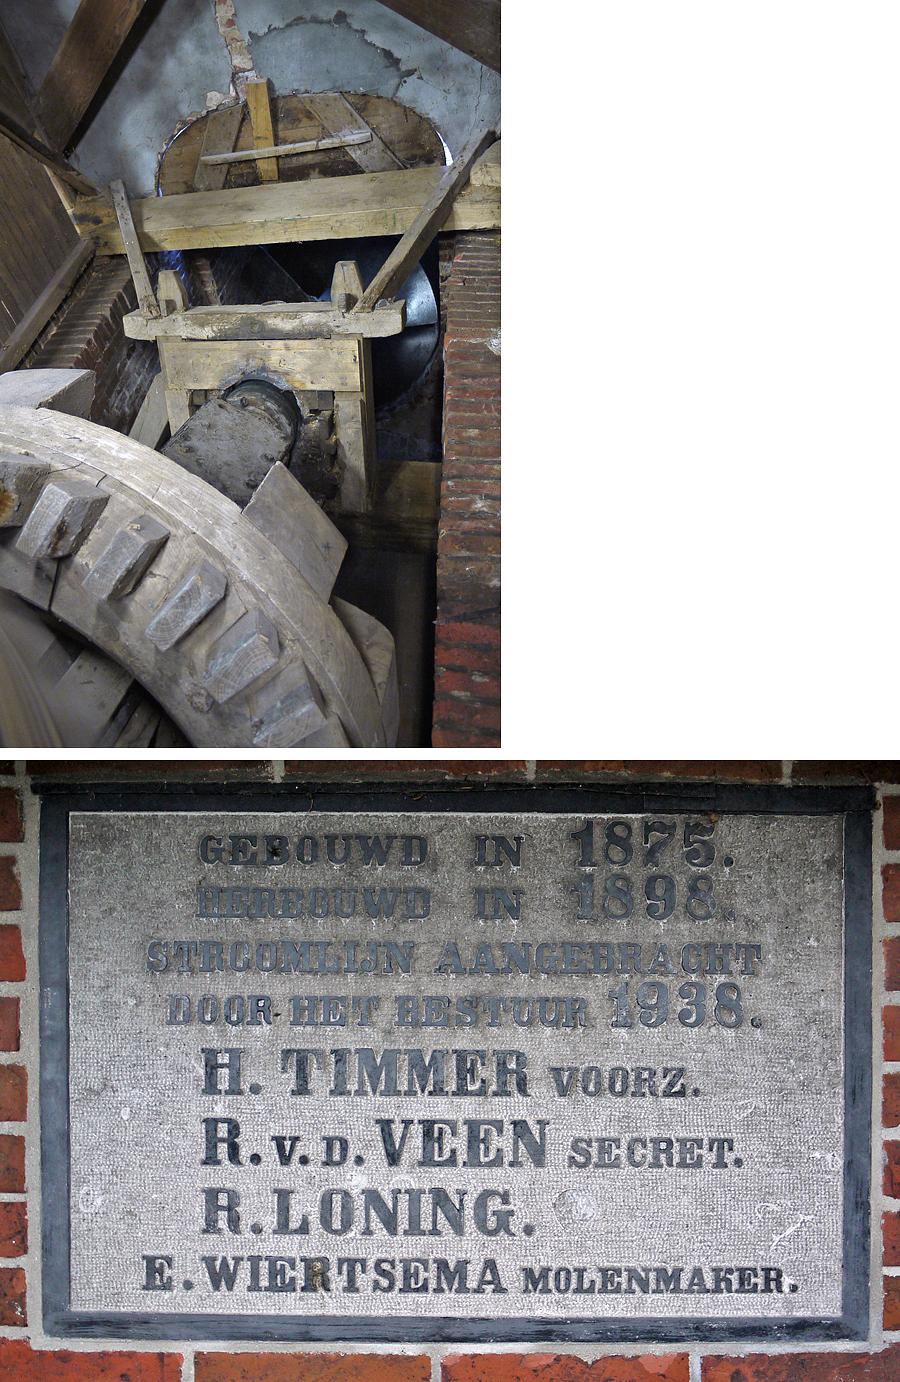 GEBOUWD IN 1875.
HERBOUWD IN 1898.
STROOMLIJN AANGEBRACHT
DOOR HET BESTUUR 1938.
H. TIMMER VOORZ.
R. V. D. VEEN SECRET.
R. LONING.
E. WIERTSEMA MOLENMAKER.